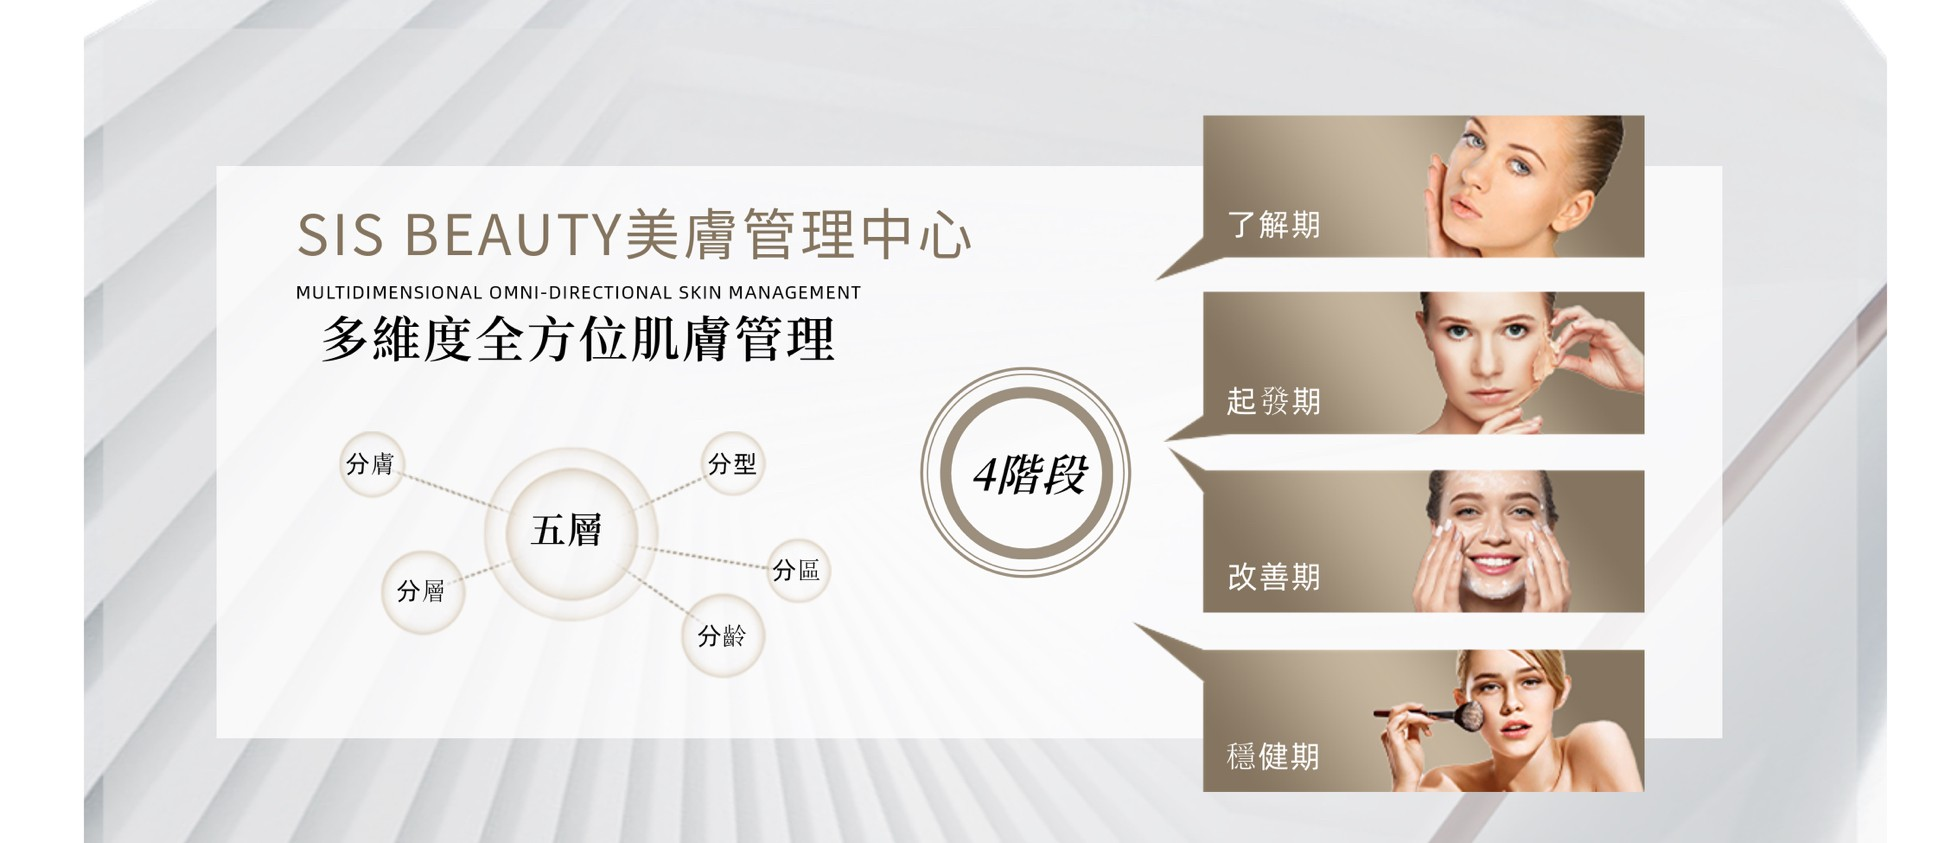 SIS BEAUTY美膚管理中心
MULTIDIMENSIONAL OMNI-DIRECTIONAL SKIN MANAGEMENT
多維度全方位肌膚管理
分膚
分型
五層
分層
分區
分齡
4階段
了解期
起發期
改善期
穩健期